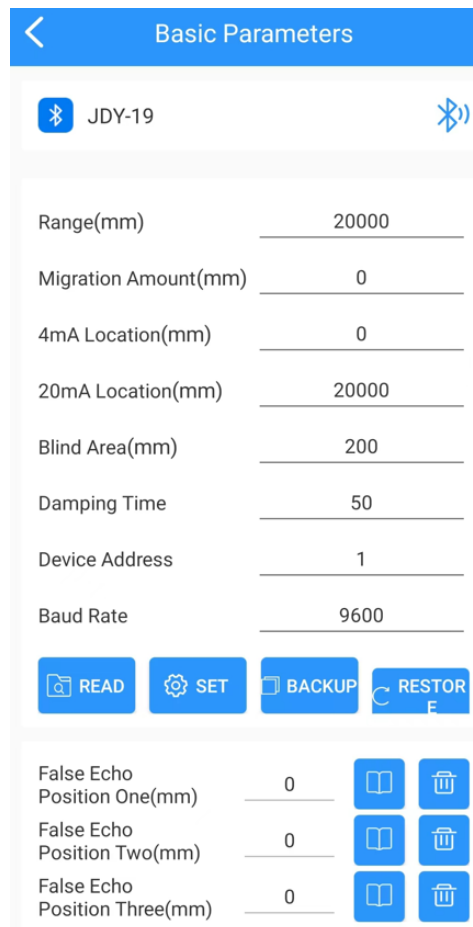 Basic Parameters
JDY-19
Range(mm) 20000
Migration Amount(mm) 0
4mA Location(mm) 0
20mA Location(mm) 20000
Blind Area(mm) 200
Damping Time 50
Device Address 1
Baud Rate 9600
READ SET BACKUP RESTOR
E
False Echo
Position One(mm) 0
False Echo
Position Two(mm) 0
False Echo
Position Three(mm) 0